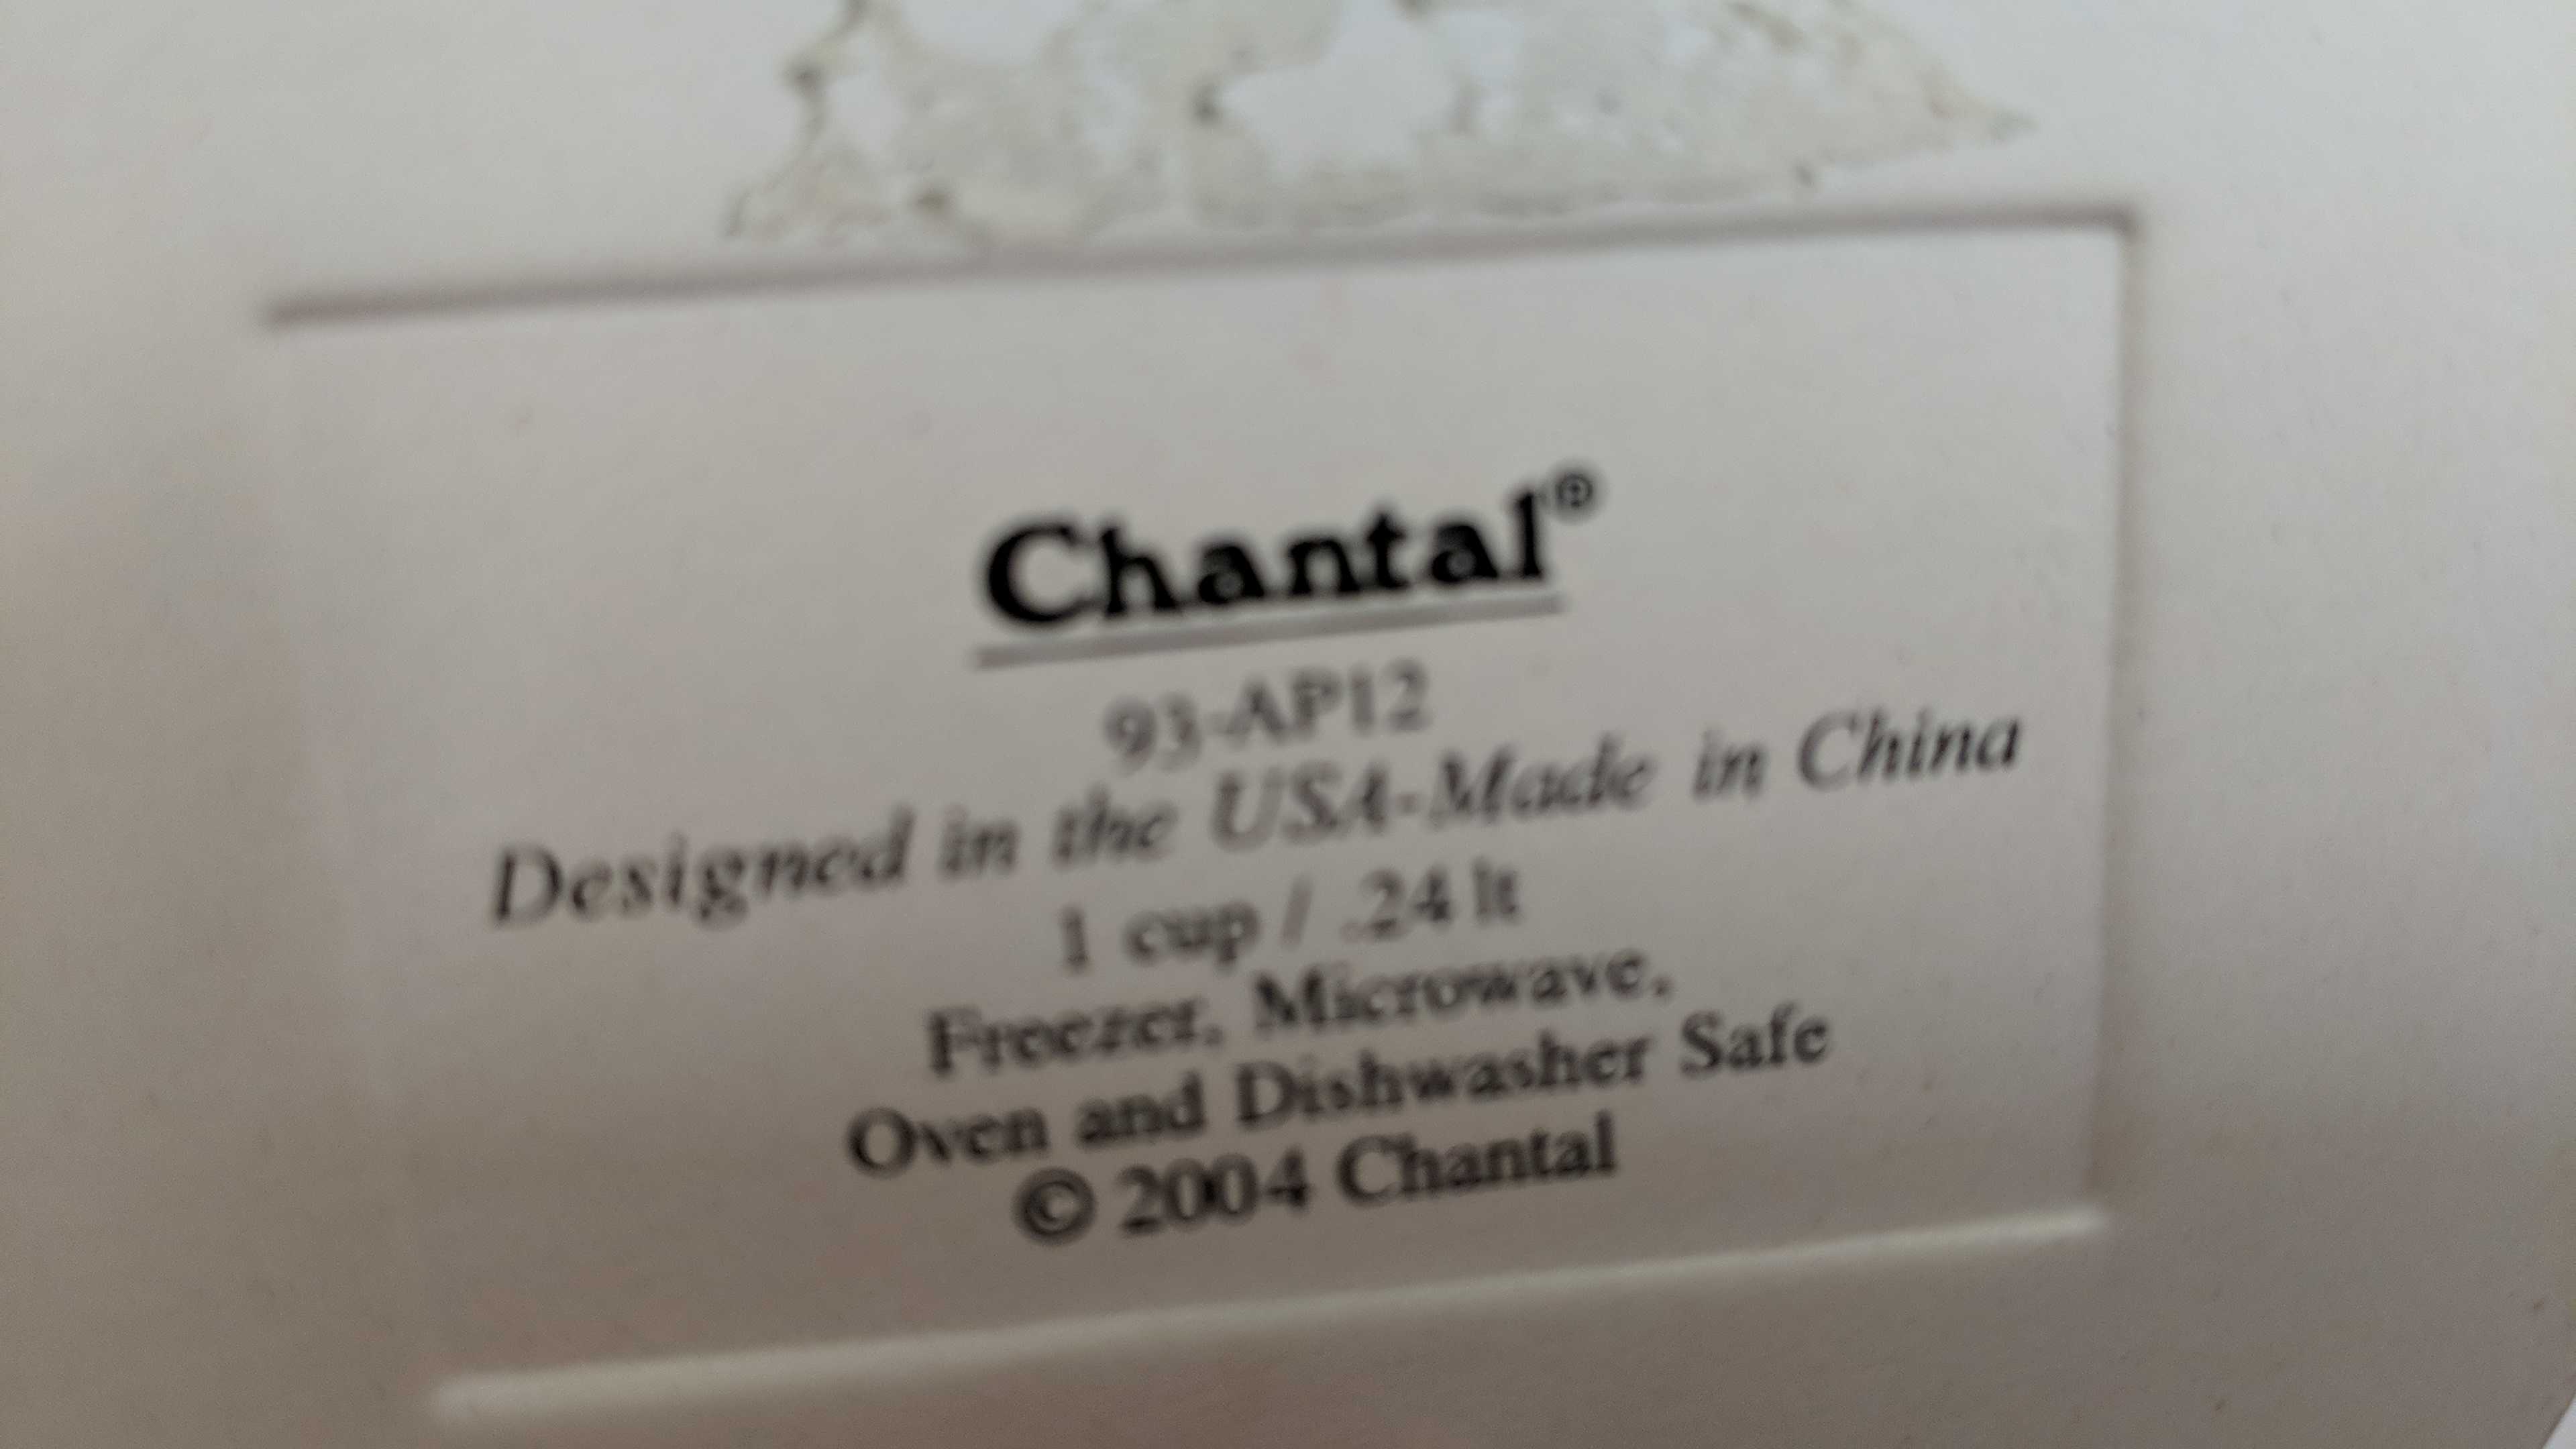 Chantal®
93-AP12
Designed in the USA-Made in China
1 cup / .24 lt
Freezer, Microwave,
Oven and Dishwasher Safe
© 2004 Chantal